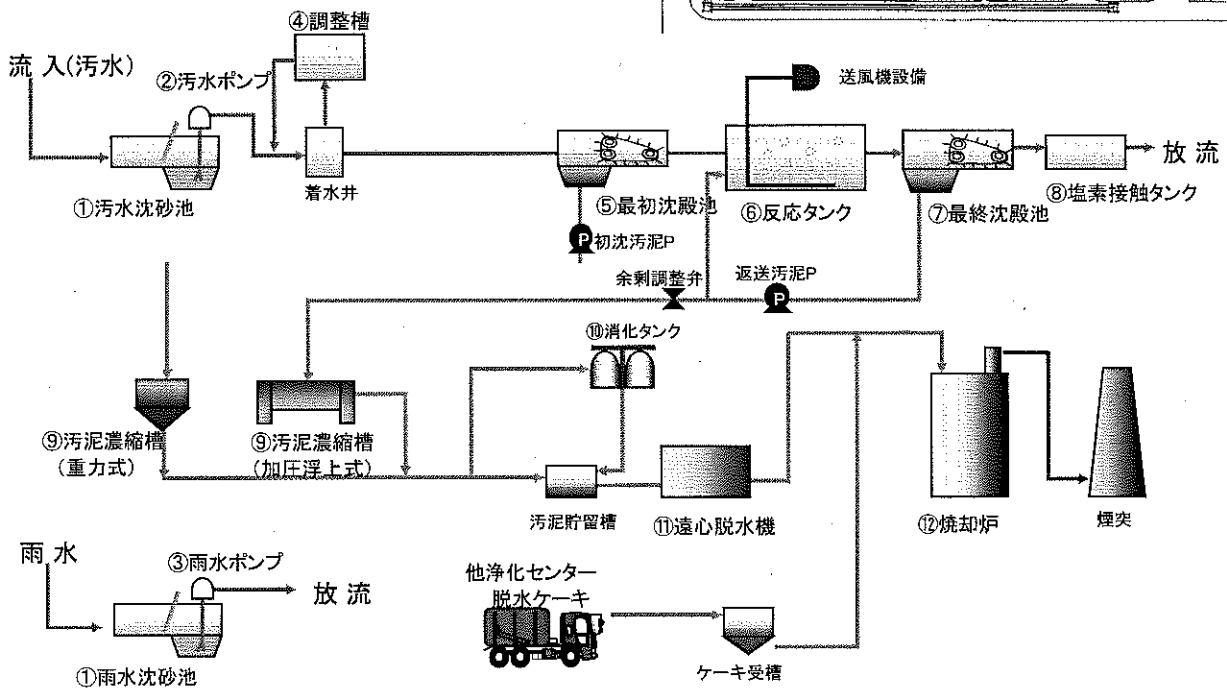 ④調整槽
流 入(汚水)
②汚水ポンプ
送風機設備
放流
着水井
①汚水沈砂池
⑤最初沈殿池
⑥反応タンク
⑦最終沈殿池
⑧塩素接触タンク
P
初沈汚泥P
余剰調整弁
返送汚泥P
P
⑩消化タンク
⑨汚泥濃縮槽
(重力式)
⑨汚泥濃縮槽
(加圧浮上式)
汚泥貯留槽
⑪遠心脱水機
⑫焼却炉
煙突
雨 水
③雨水ポンプ
放 流
①雨水沈砂池
他浄化センター
脱水ケーキ
ケーキ受槽